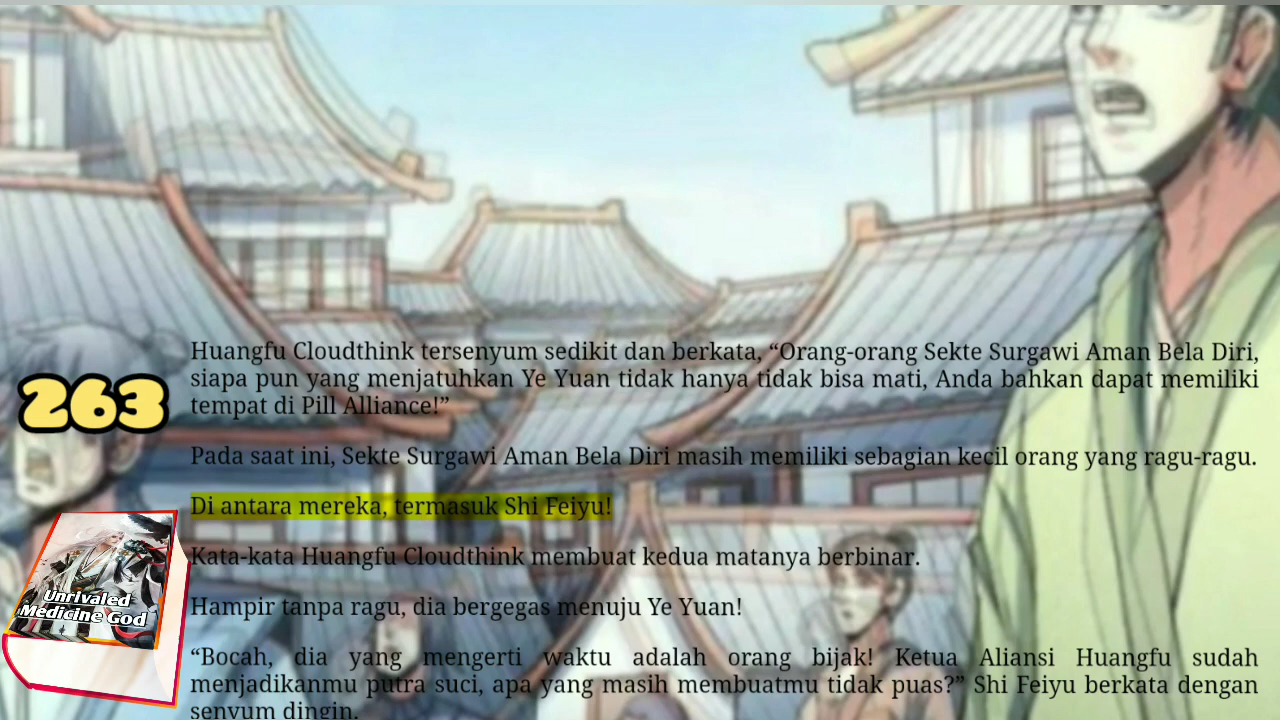 Huangfu Cloudthink tersenyum sedikit dan berkata, “Orang-orang Sekte Surgawi Aman Bela Diri,
siapa pun yang menjatuhkan Ye Yuan tidak hanya tidak bisa mati, Anda bahkan dapat memiliki
tempat di Pill Alliance!”
263
Pada saat ini, Sekte Surgawi Aman Bela Diri masih memiliki sebagian kecil orang yang ragu-ragu.
Di antara mereka, termasuk Shi Feiyu!
Kata-kata Huangfu Cloudthink membuat kedua matanya berbinar.
Hampir tanpa ragu, dia bergegas menuju Ye Yuan!
Unrivaled
Medicine God
“Bocah, dia yang mengerti waktu adalah orang bijak! Ketua Aliansi Huangfu sudah
menjadikanmu putra suci, apa yang masih membuatmu tidak puas?” Shi Feiyu berkata dengan
senyum dingin.